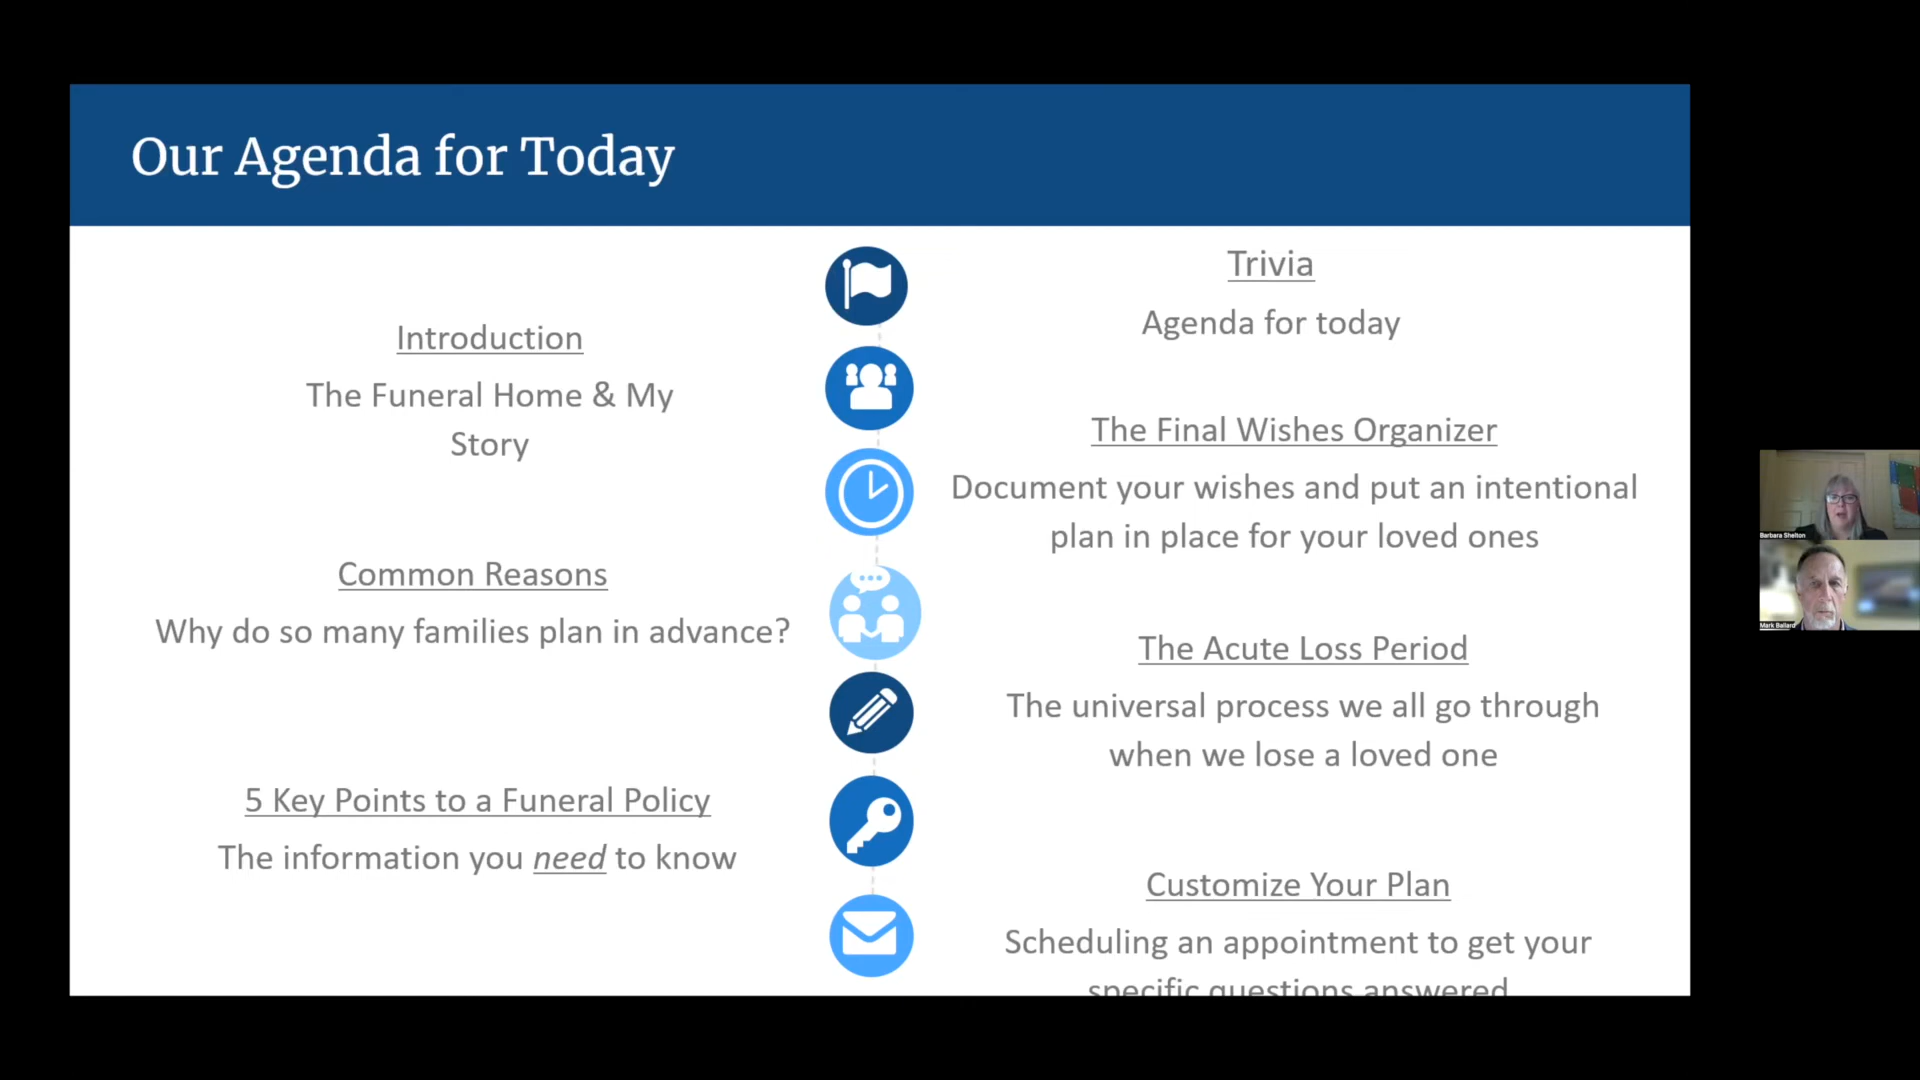 Our Agenda for Today
Trivia
Agenda for today
Introduction
The Funeral Home & My
Story
The Final Wishes Organizer
Document your wishes and put an intentional
plan in place for your loved ones
Common Reasons
Why do so many families plan in advance?
The Acute Loss Period
The universal process we all go through
when we lose a loved one
5 Key Points to a Funeral Policy
The information you need to know
Customize Your Plan
Scheduling an appointment to get your
specific questions answered
Barbara Shelton
Mark Ballard